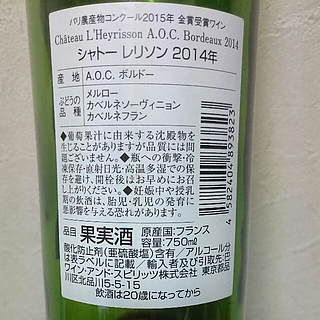 パリ農産物コンクール2015年 金賞受賞ワイン
Château L'Heyrisson A.O.C. Bordeaux 2014
シャトー レリソン 2014年
産 地 A.O.C. ボルドー
ぶどうの品 種 メルロー
カベルネソーヴィニョン
カベルネフラン
◆葡萄果汁に由来する沈殿物を
生じることがありますが品質には問
題ございません。◆瓶への衝撃・冷
凍保存・直射日光・高温多湿での保
存を避け、開栓後はお早めにお召
し上がりください。◆妊娠中や授乳
期の飲酒は、胎児・乳児の発育に
悪影響を与える恐れがあります。
品目 果実酒 原産国:フランス
容量:750ml
酸化防止剤(亜硫酸塩)含有/アルコール分
は表ラベルに記載/輸入者及び引取先:巴
ワイン・アンド・スピリッツ株式会社 東京都品
川区北品川5-5-15
飲酒は20歳になってから
4582404893823